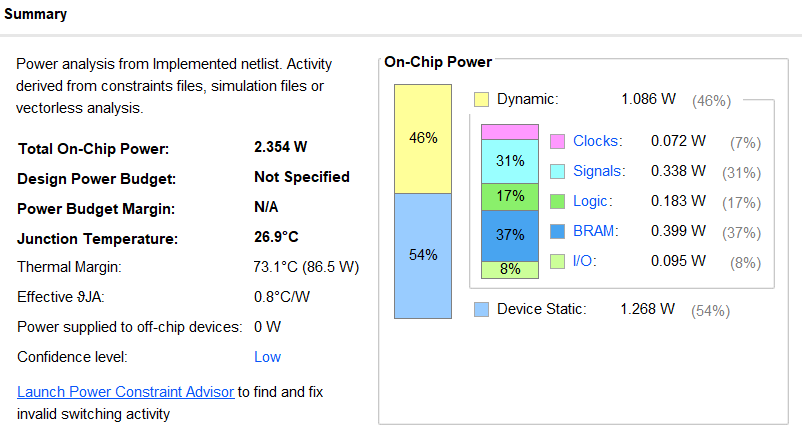 Summary
Power analysis from Implemented netlist. Activity
derived from constraints files, simulation files or
vectorless analysis.
Total On-Chip Power: 2.354 W
Design Power Budget: Not Specified
Power Budget Margin: N/A
Junction Temperature: 26.9°C
Thermal Margin: 73.1°C (86.5 W)
Effective ϑJA: 0.8°C/W
Power supplied to off-chip devices: 0 W
Confidence level: Low
Launch Power Constraint Advisor to find and fix
invalid switching activity
On-Chip Power
46%
54%
Dynamic: 1.086 W (46%)
31%
17%
37%
8%
Clocks: 0.072 W (7%)
Signals: 0.338 W (31%)
Logic: 0.183 W (17%)
BRAM: 0.399 W (37%)
I/O: 0.095 W (8%)
Device Static: 1.268 W (54%)